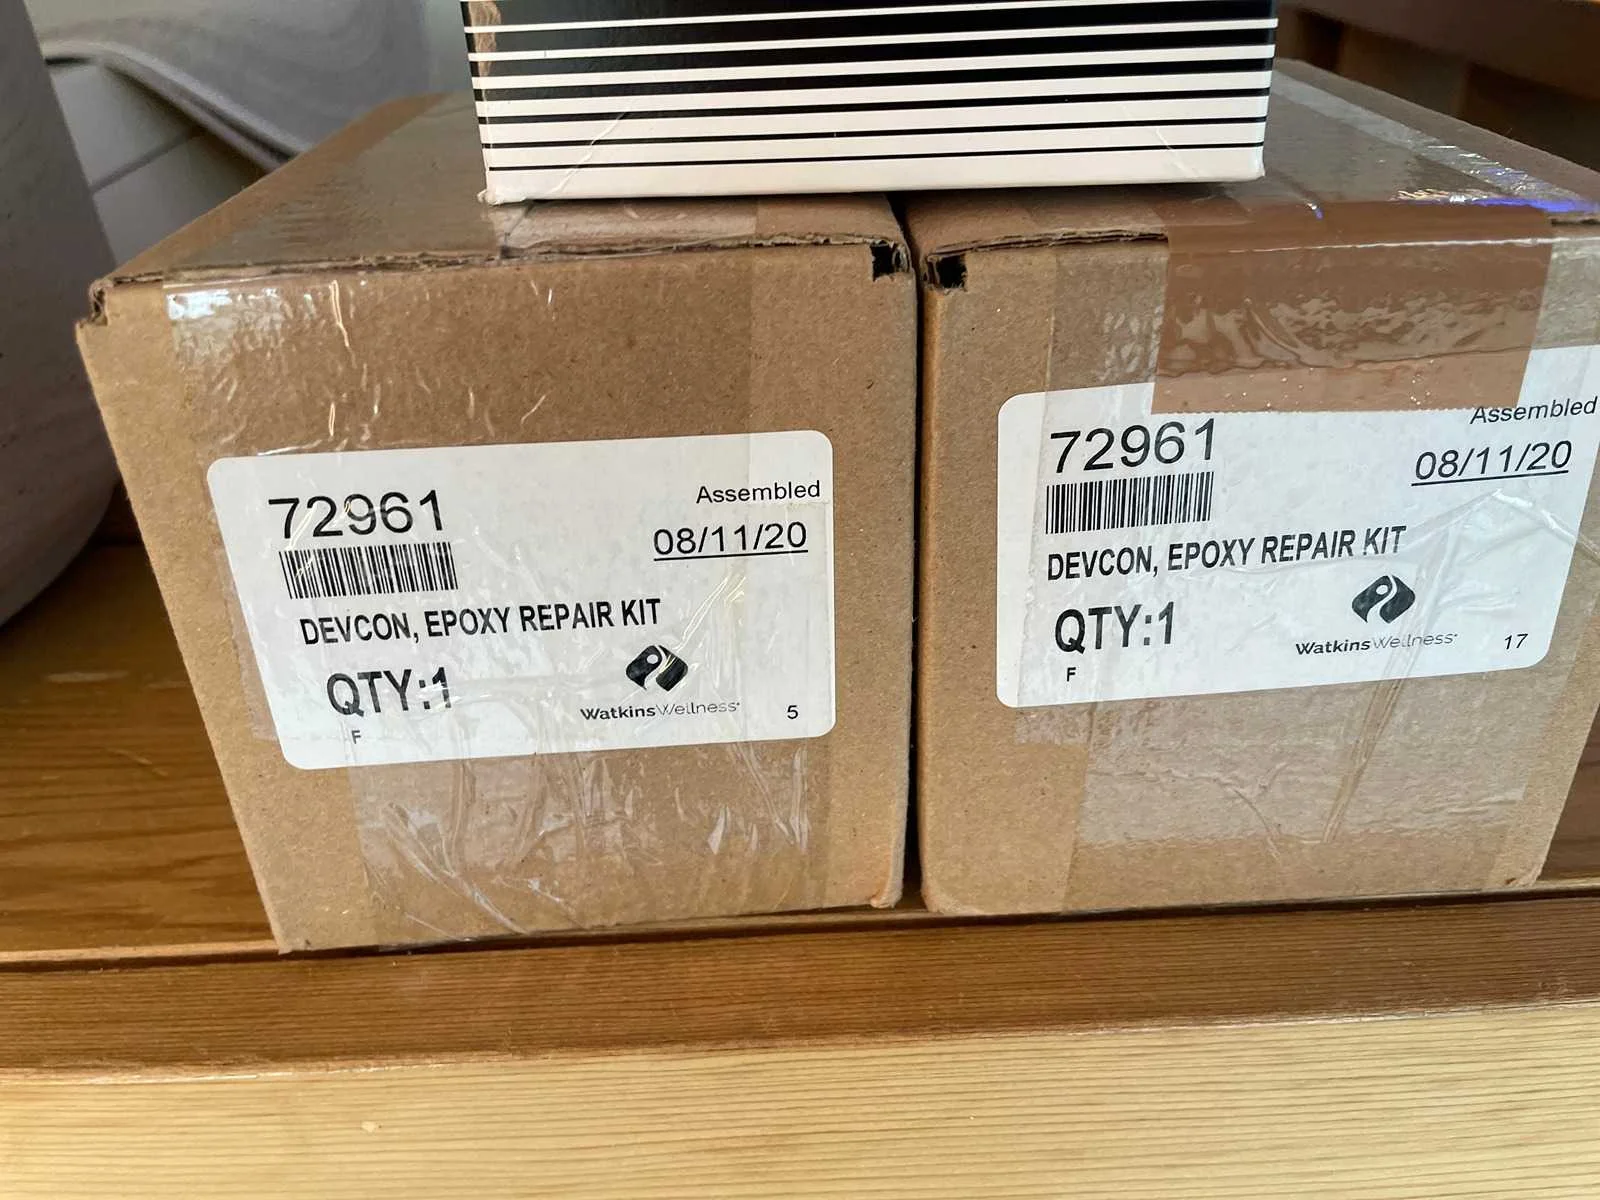 72961
Assembled
08/11/20
DEVCON, EPOXY REPAIR KIT
QTY:1
F
WatkinsWellness
5
72961
Assembled
08/11/20
DEVCON, EPOXY REPAIR KIT
QTY:1
F
WatkinsWellness
17